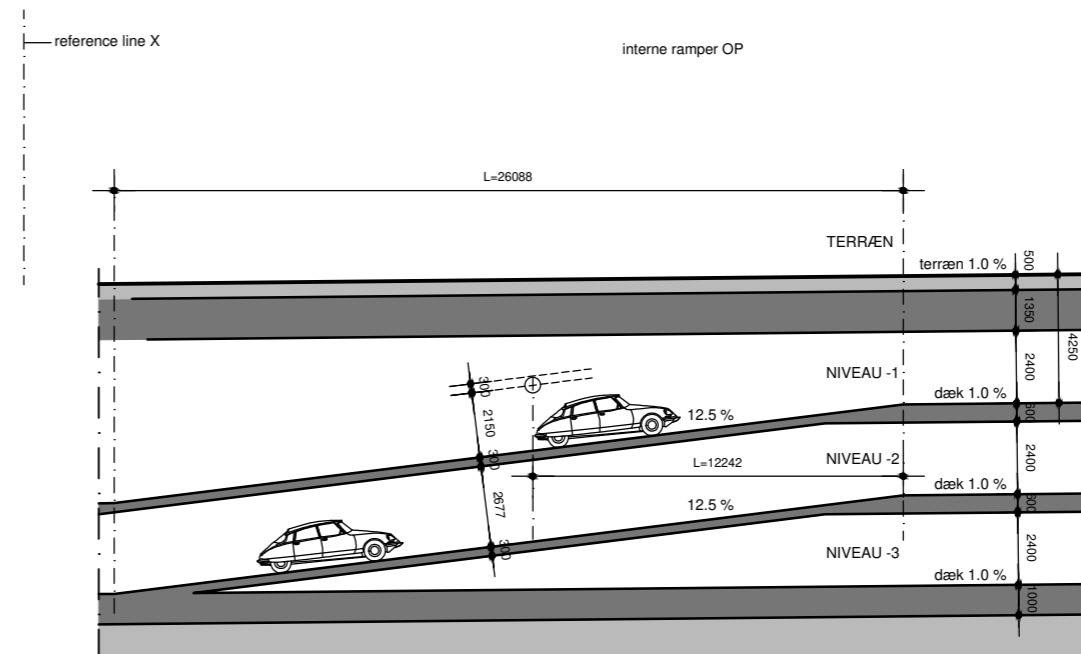 reference line X
interne ramper OP
L=26088
TERRÆN
terræn 1.0 %
500
1350
4250
2400
NIVEAU -1
dæk 1.0 %
600
300
2150
300
12.5 %
L=12242
NIVEAU -2
2400
2677
dæk 1.0 %
600
12.5 %
300
NIVEAU -3
2400
dæk 1.0 %
1000